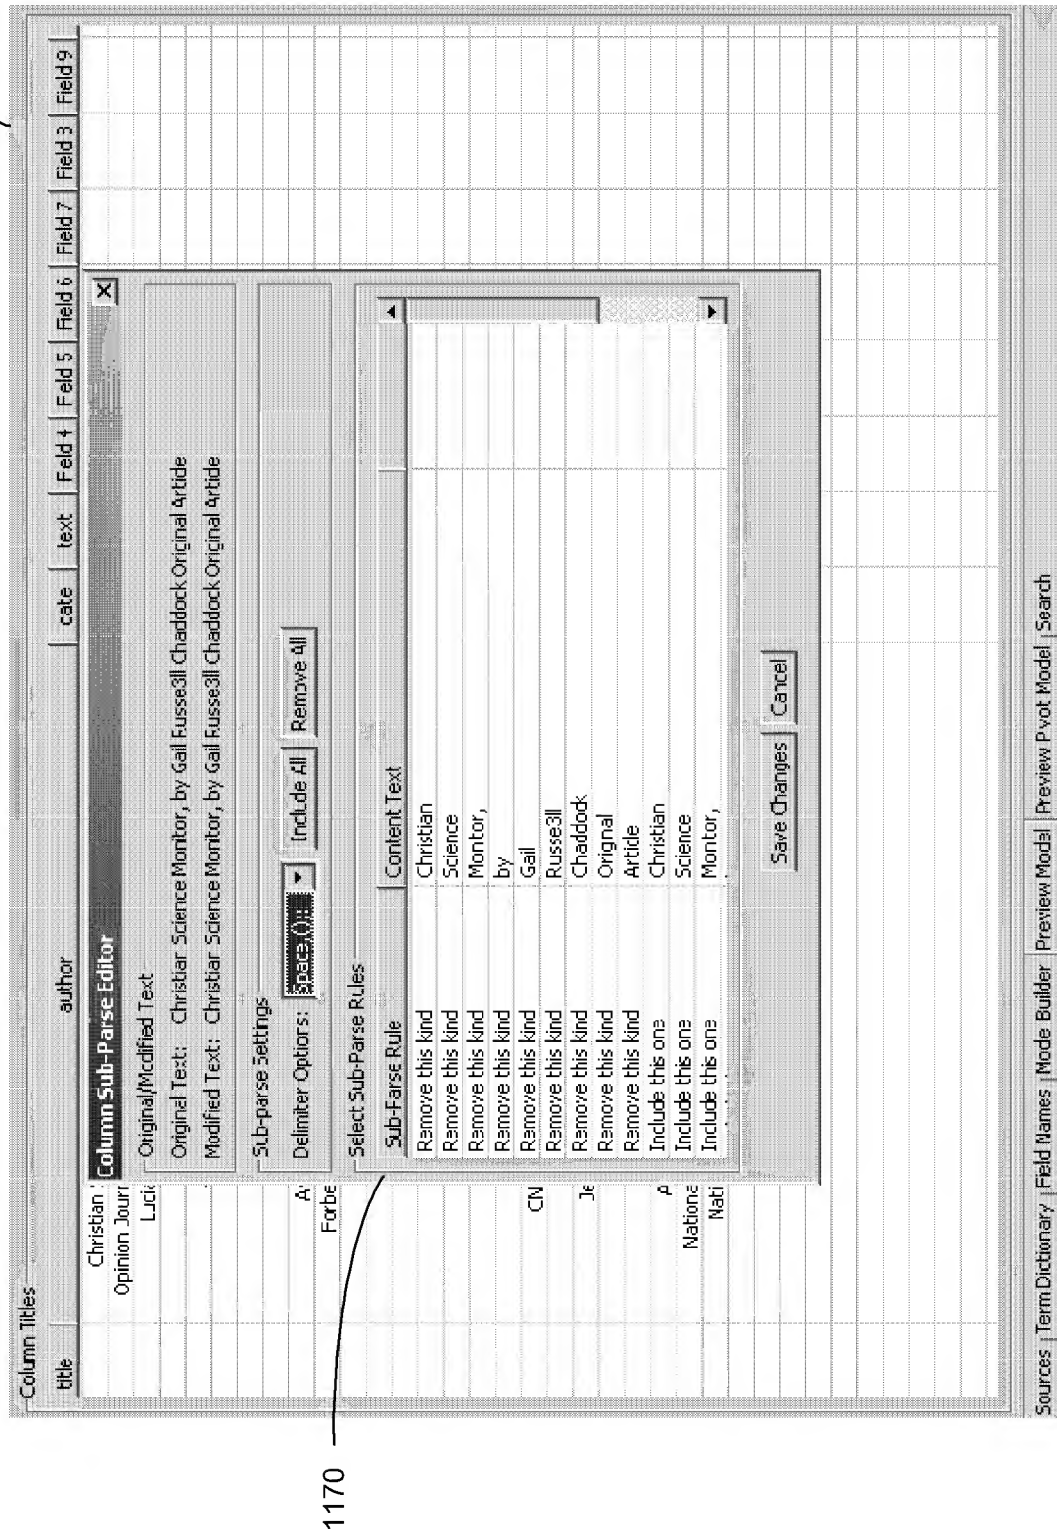 Column Titles
title author cate text Feld 4 Feld 5 Field 6 Field 7 Field 3 Field 9
Christian
Opinion Jourr
Lucia
A
Forbe
CN
Je
A
Nationa
Nati
Column Sub-Parse Editor
Original/Modified Text
Original Text: Christiar Science Monitor, by Gail Russe3ll Chaddock Original Article
Modified Text: Christiar Science Monitor, by Gail Russe3ll Chaddock Original Article
Sub-parse Settings
Delimiter Options: Space Include All Remove All
Select Sub-Parse Rules
Sub-Parse Rule Content Text
Remove this kind Christian
Remove this kind Science
Remove this kind Monitor,
Remove this kind by
Remove this kind Gail
Remove this kind Russe3ll
Remove this kind Chaddock
Remove this kind Original
Remove this kind Article
Include this one Christian
Include this one Science
Include this one Monitor,
Save Changes Cancel
Sources Term Dictionary Field Names Mode Builder Preview Modal Preview Pivot Model Search
1170